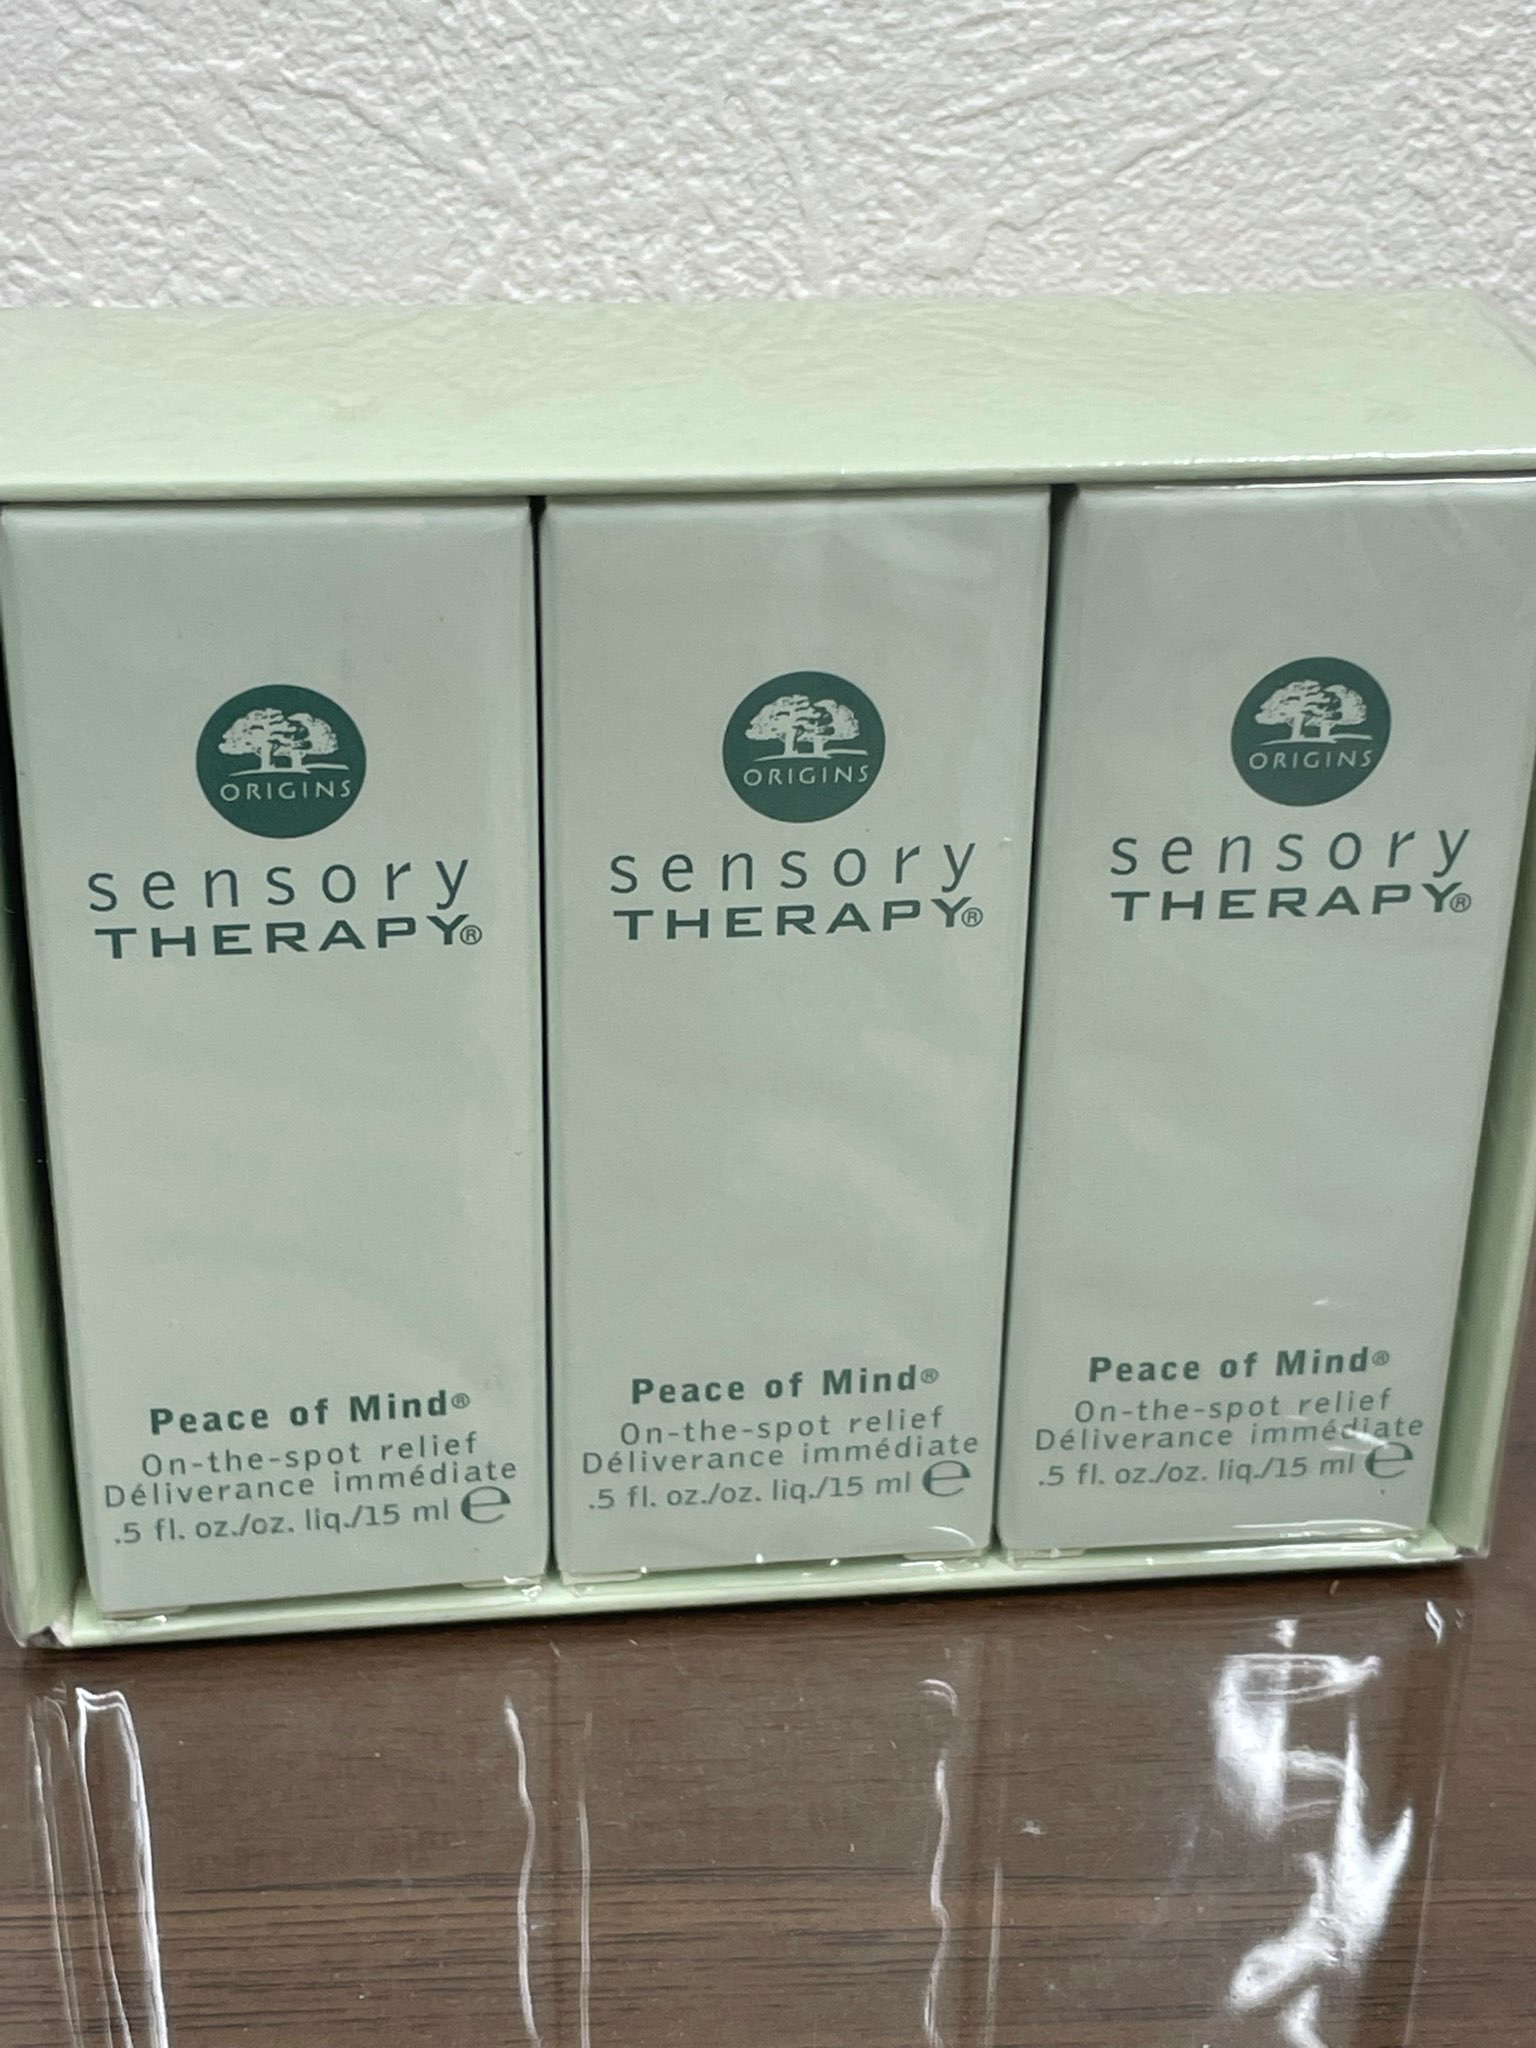 ORIGINS
sensory
THERAPY®
Peace of Mind®
On-the-spot relief
Déliverance immédiate
.5 fl. oz./oz. liq./15 ml ℮
ORIGINS
sensory
THERAPY®
Peace of Mind®
On-the-spot relief
Déliverance immédiate
.5 fl. oz./oz. liq./15 ml ℮
ORIGINS
sensory
THERAPY®
Peace of Mind®
On-the-spot relief
Déliverance immédiate
.5 fl. oz./oz. liq./15 ml ℮